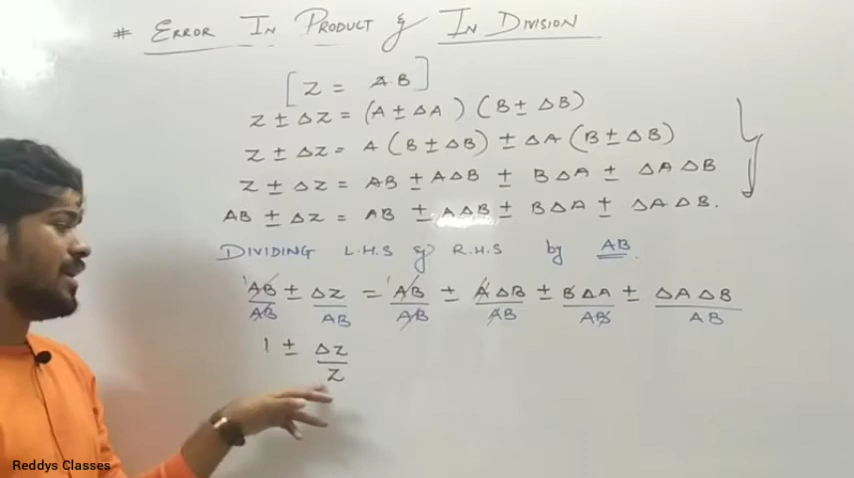 # ERROR IN PRODUCT & IN DIVISION
[Z = A.B]
Z ± ΔZ = (A ± ΔA) (B ± ΔB)
Z ± ΔZ = A (B ± ΔB) ± ΔA (B ± ΔB)
Z ± ΔZ = AB ± AΔB ± BΔA ± ΔAΔB
AB ± ΔZ = AB ± AΔB ± BΔA ± ΔAΔB.
DIVIDING L.H.S & R.H.S by AB.
1 AB/AB ± ΔZ/AB = 1 AB/AB ± AΔB/AB ± BΔA/AB ± ΔAΔB/AB
1 ± ΔZ/Z
Reddys Classes